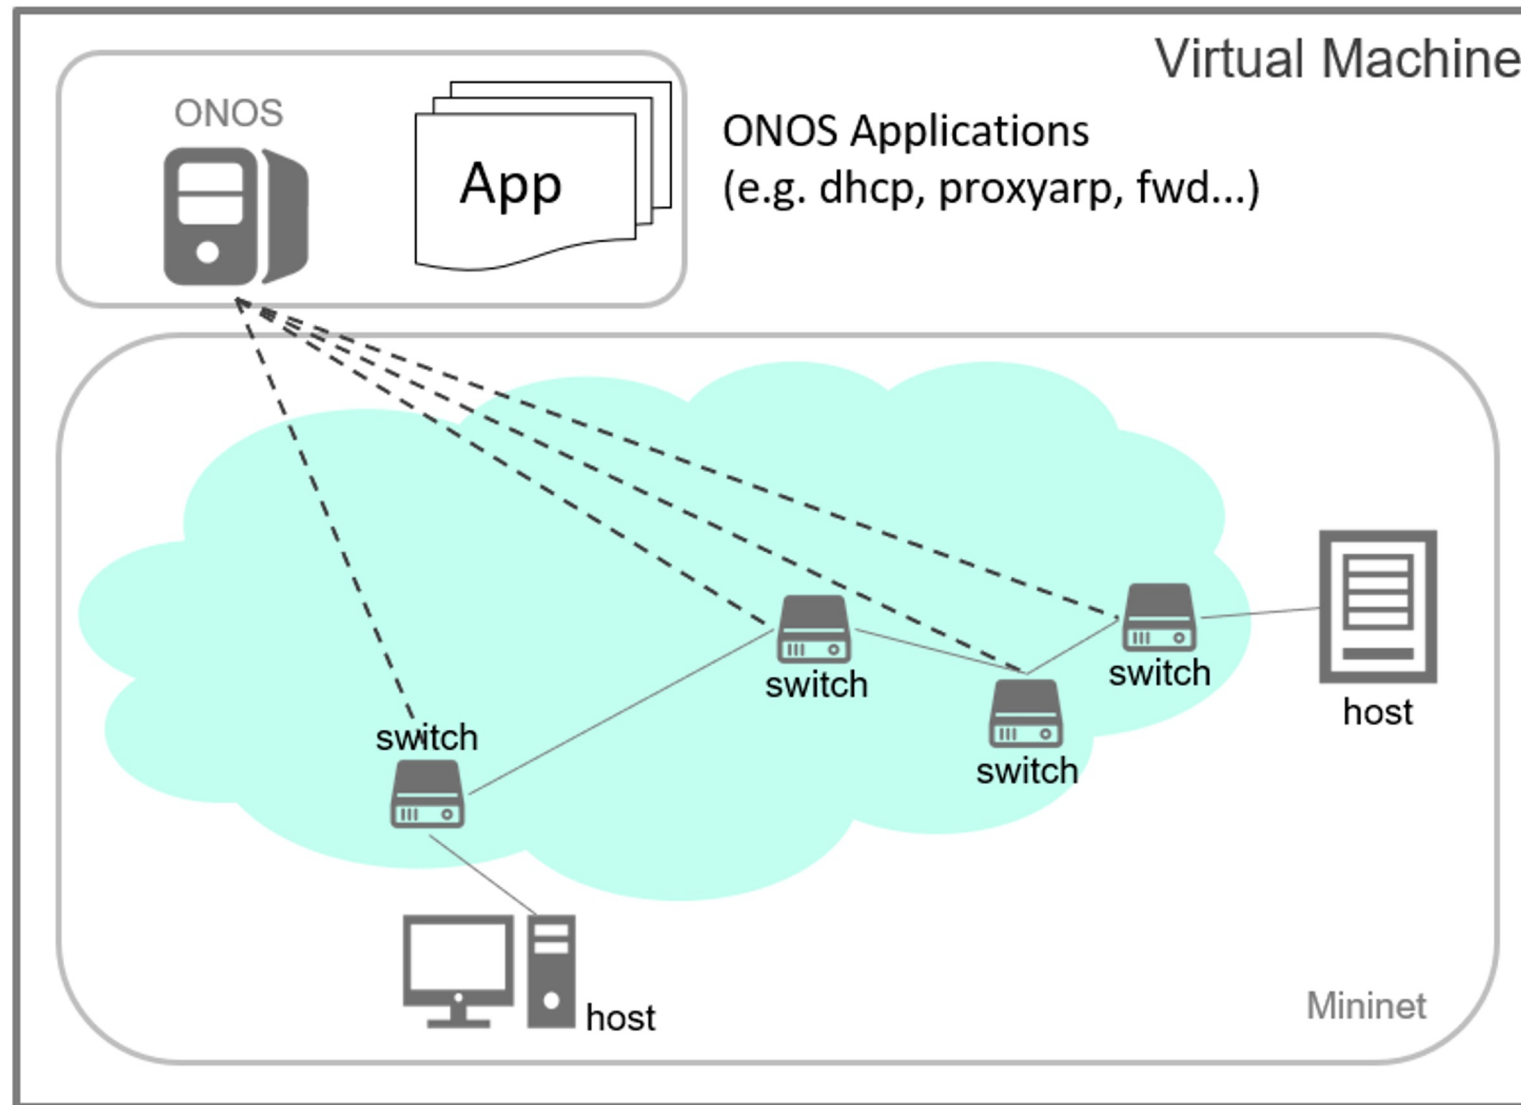 Virtual Machine
ONOS
App
ONOS Applications
(e.g. dhcp, proxyarp, fwd...)
switch
switch
switch
switch
host
host
Mininet